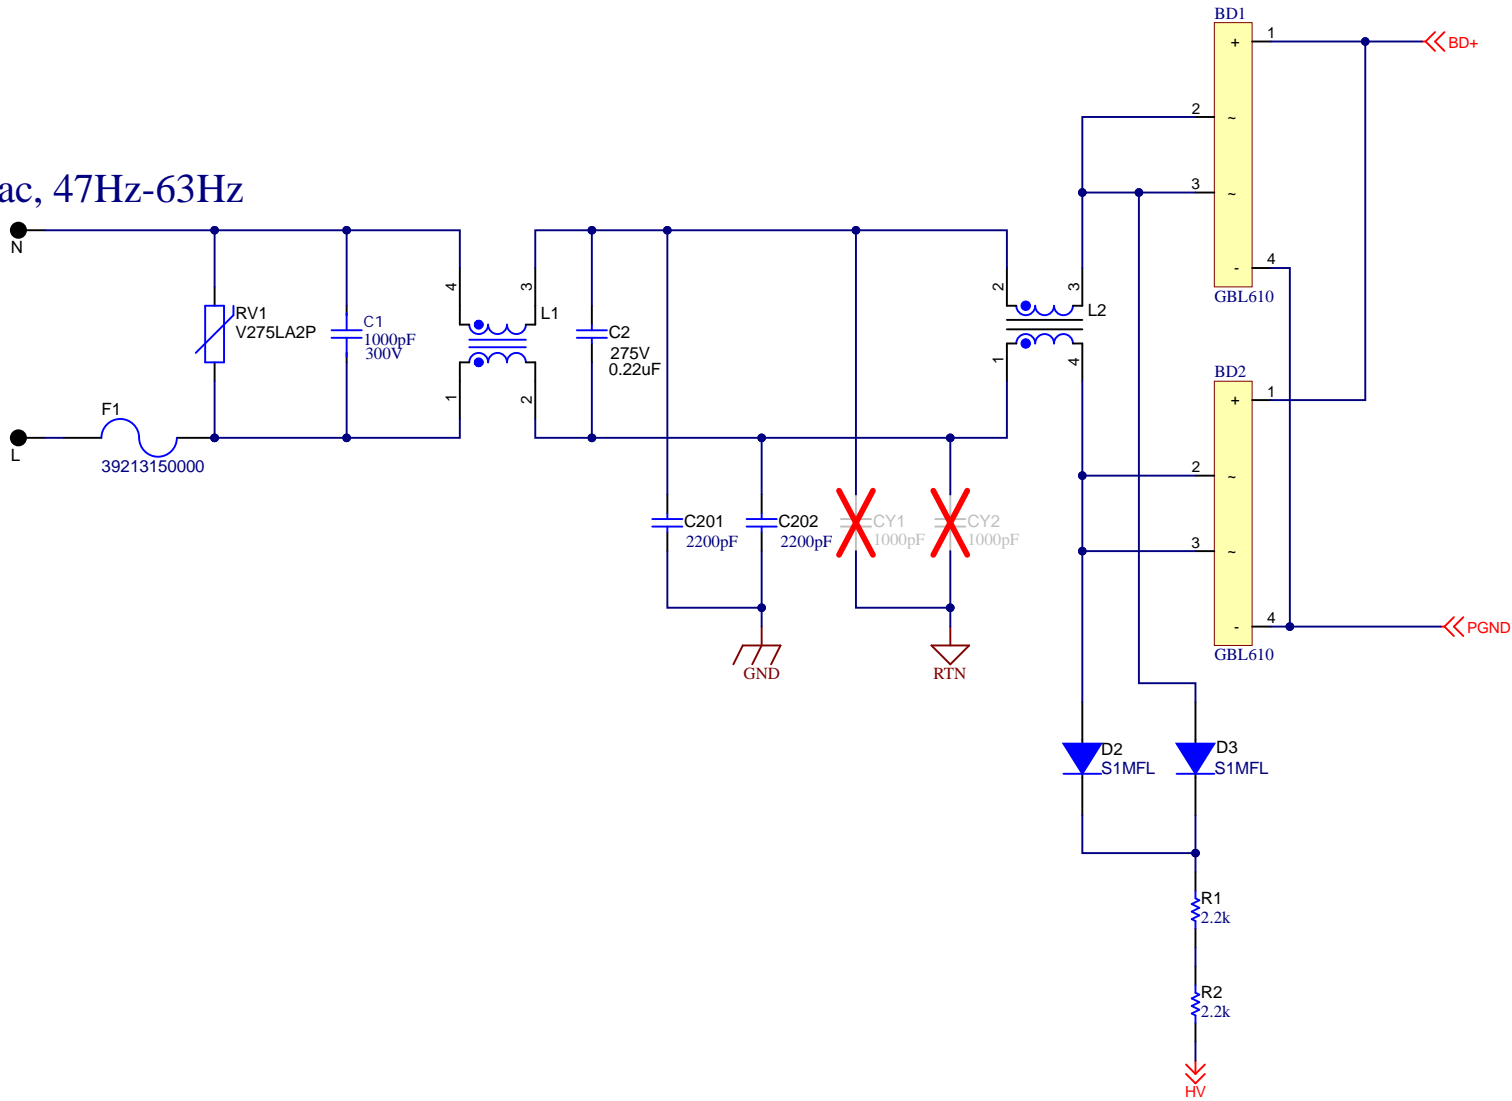 BD1
+
1
BD+
2
~
3
~
4
-
GBL610
ac, 47Hz-63Hz
N
RV1
V275LA2P
C1
1000pF
300V
4
3
L1
1
2
C2
275V
0.22uF
2
3
L2
1
4
F1
L
39213150000
BD2
+
1
2
~
3
~
4
-
PGND
GBL610
C201
2200pF
C202
2200pF
CY1
1000pF
CY2
1000pF
GND
RTN
D2
S1MFL
D3
S1MFL
R1
2.2k
R2
2.2k
HV